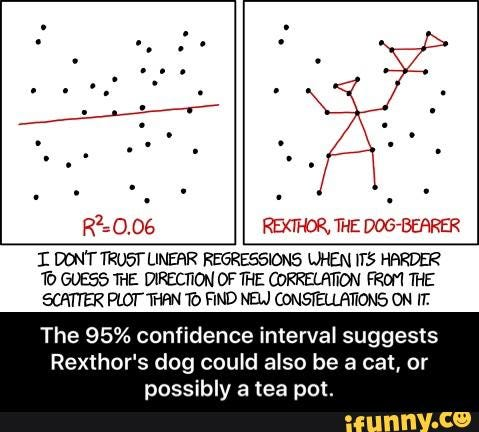 R²=0.06
REXTHOR, THE DOG-BEARER
I DON'T TRUST LINEAR REGRESSIONS WHEN IT'S HARDER
TO GUESS THE DIRECTION OF THE CORRELATION FROM THE
SCATTER PLOT THAN TO FIND NEW CONSTELLATIONS ON IT.
The 95% confidence interval suggests
Rexthor's dog could also be a cat, or
possibly a tea pot.
ifunny.co